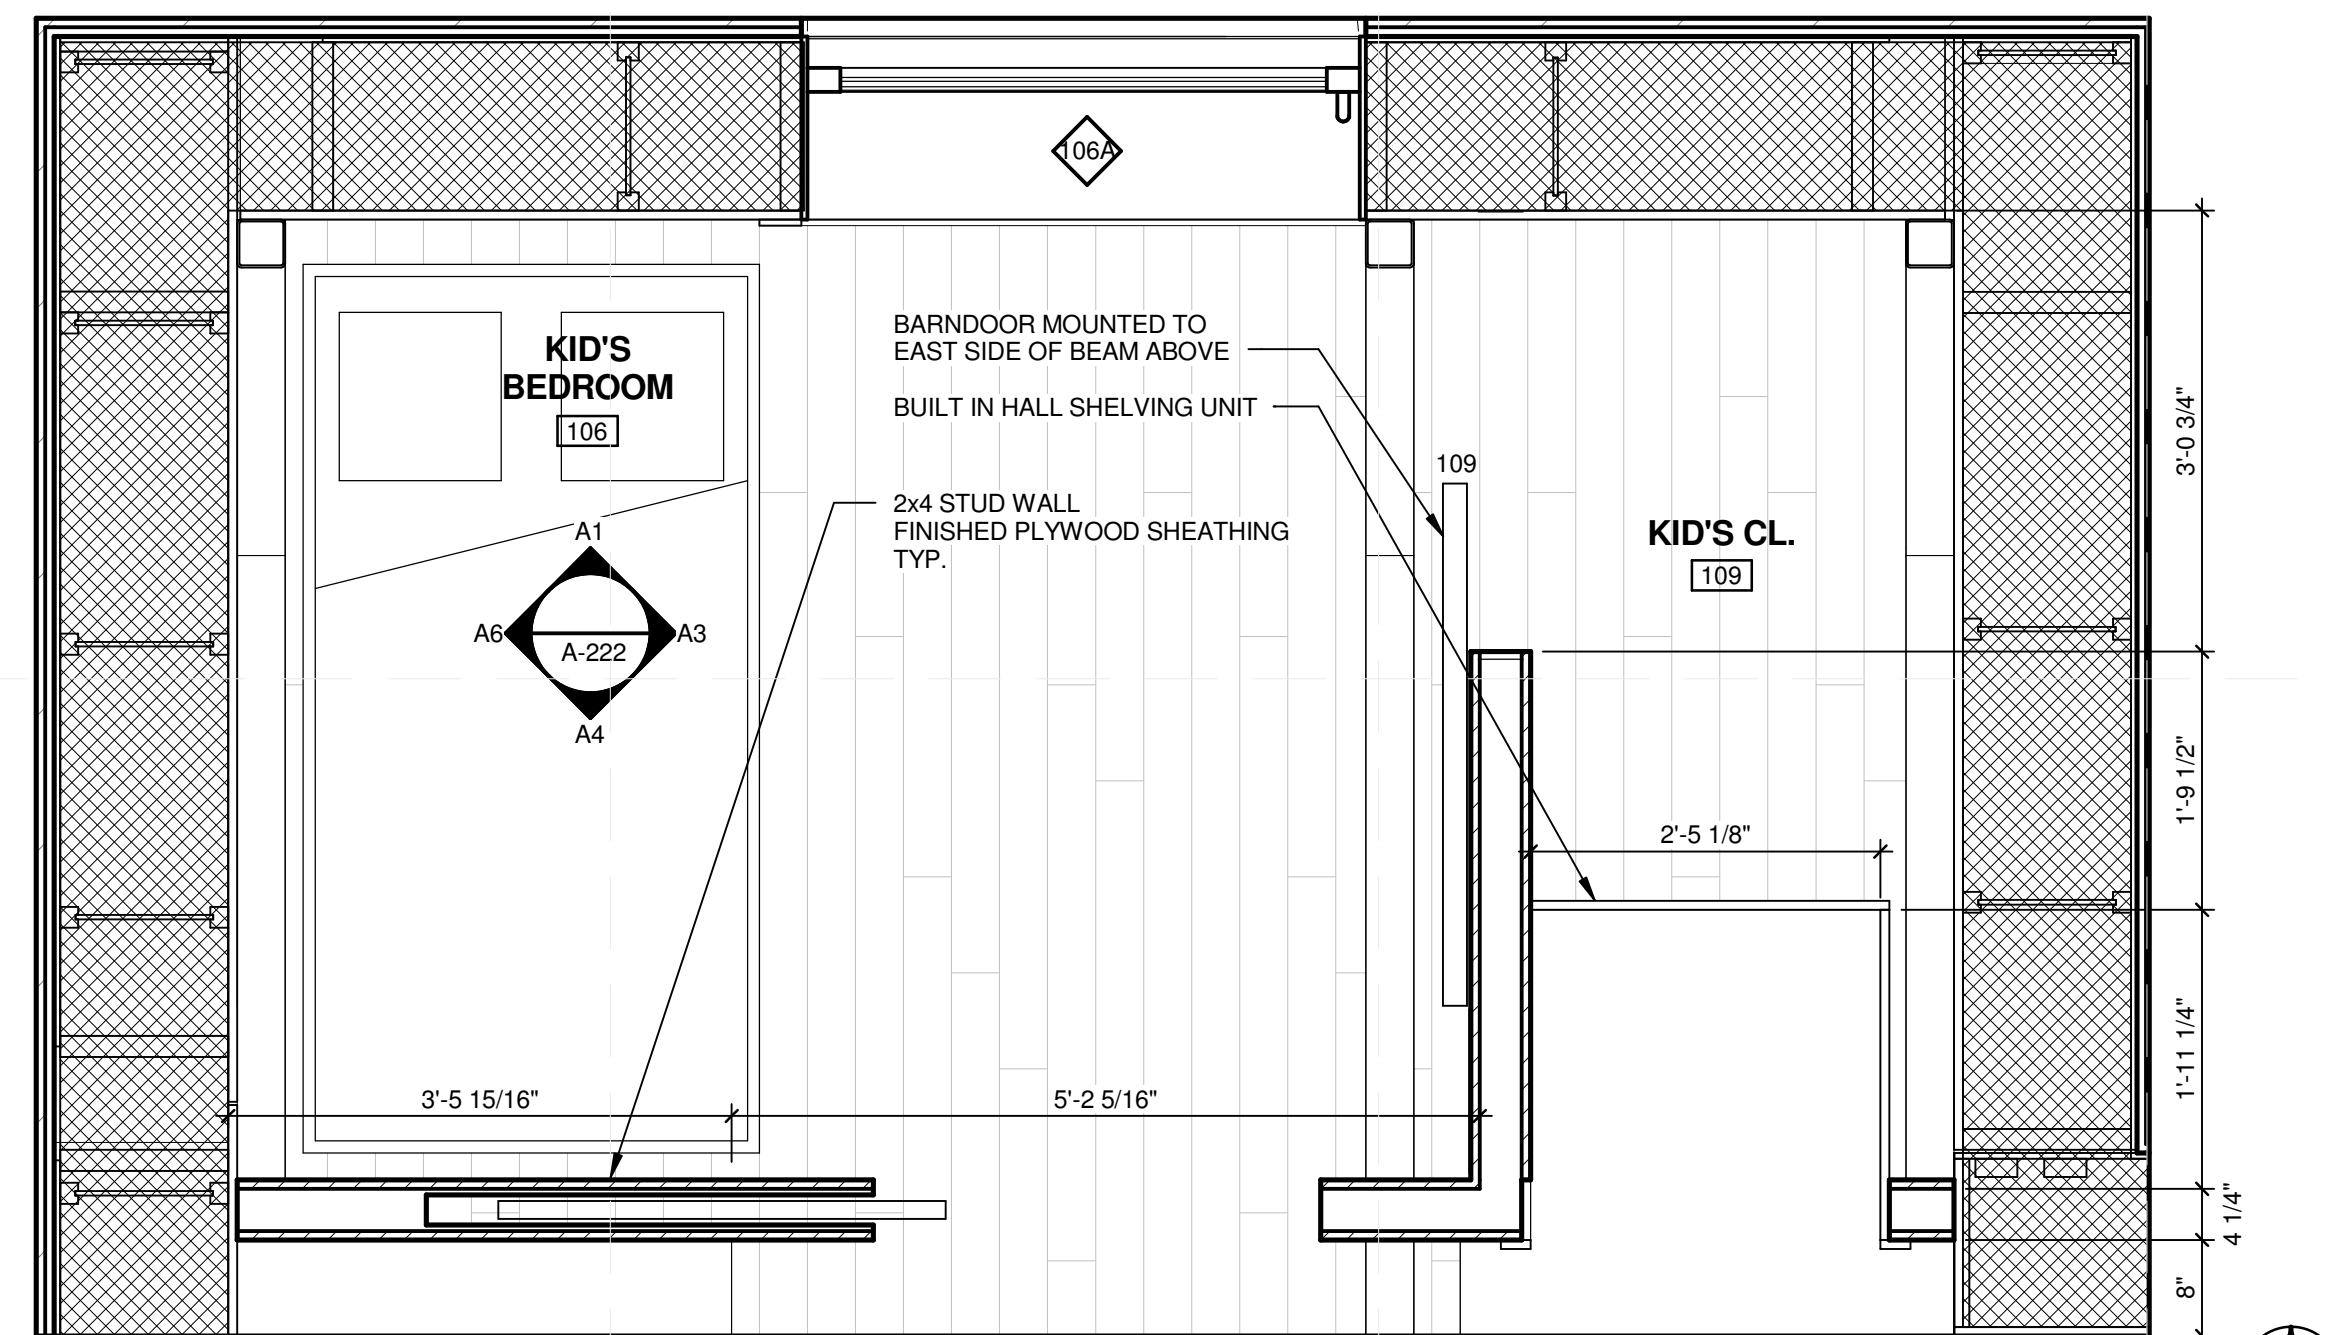 106A
BARNDOOR MOUNTED TO
EAST SIDE OF BEAM ABOVE
KID'S
BEDROOM
106
BUILT IN HALL SHELVING UNIT
3'-0 3/4"
109
2x4 STUD WALL
FINISHED PLYWOOD SHEATHING
TYP.
KID'S CL.
109
A1
A6
A3
A-222
A4
1'-9 1/2"
2'-5 1/8"
1'-11 1/4"
3'-5 15/16"
5'-2 5/16"
4 1/4"
8"